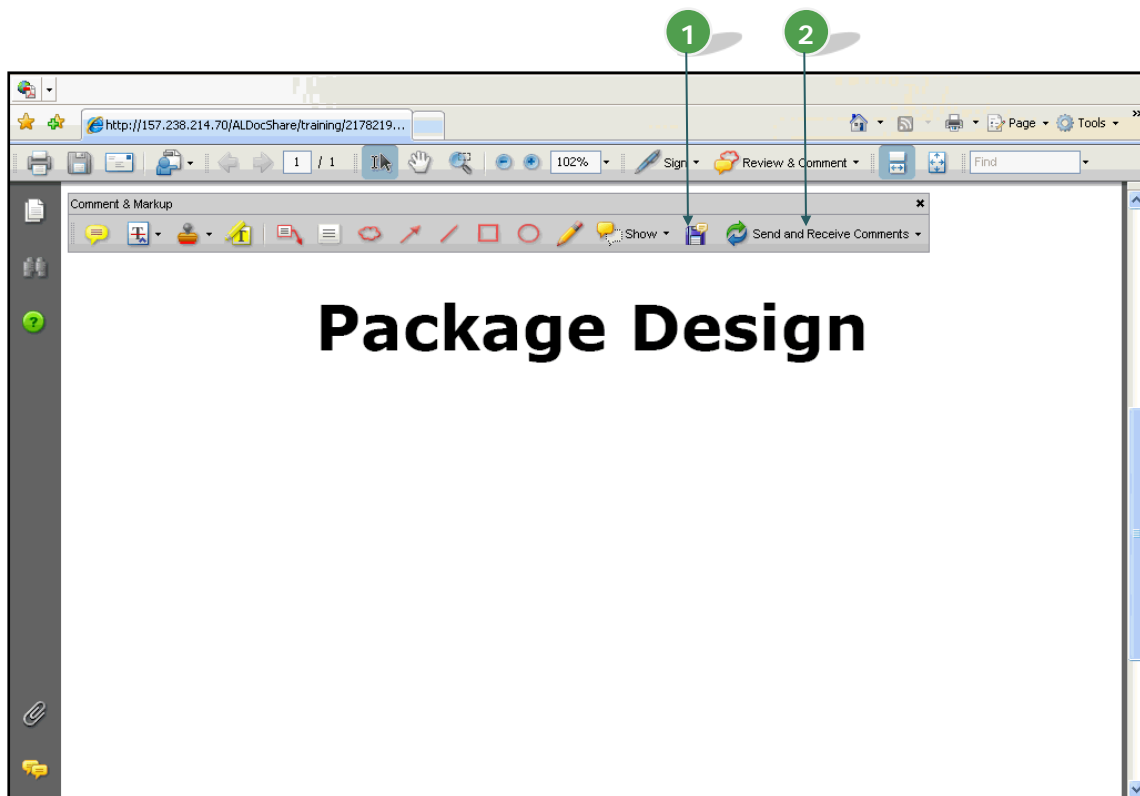 1 2
http://157.238.214.70/ALDocShare/training/2178219...
Page Tools »
1 / 1 102% Sign Review & Comment Find
Comment & Markup
Show Send and Receive Comments
Package Design